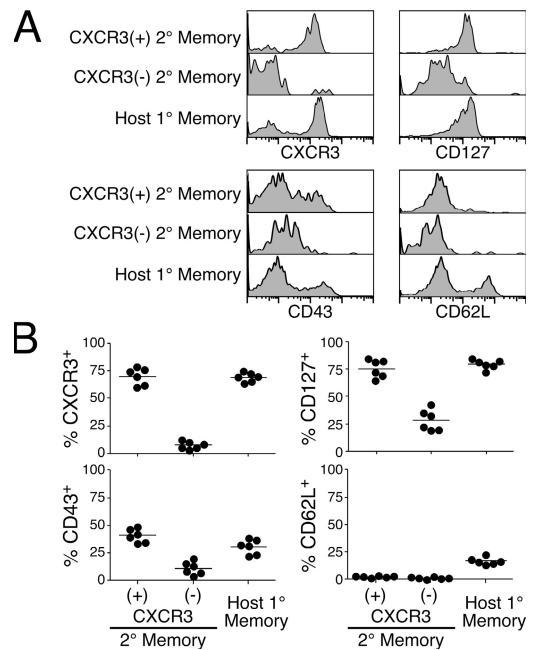 A
CXCR3(+) 2° Memory
CXCR3(-) 2° Memory
Host 1° Memory
CXCR3
CD127
CXCR3(+) 2° Memory
CXCR3(-) 2° Memory
Host 1° Memory
CD43
CD62L
B
% CXCR3+
100
75
50
25
0
% CD127+
100
75
50
25
0
% CD43+
100
75
50
25
0
% CD62L+
100
75
50
25
0
(+) (-) Host 1°
CXCR3 Memory
2° Memory
(+) (-) Host 1°
CXCR3 Memory
2° Memory